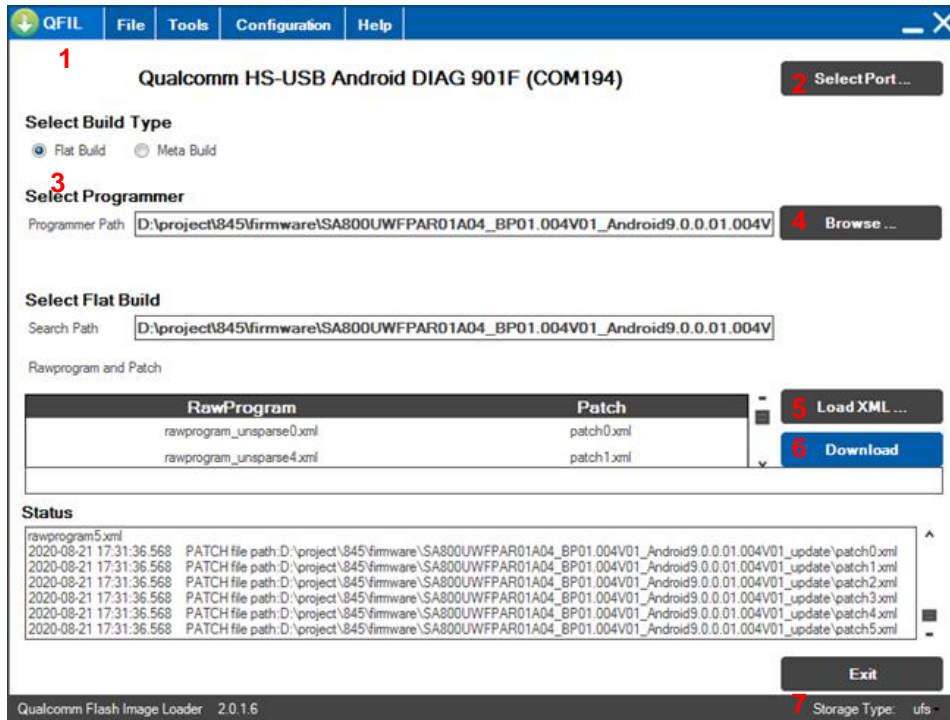 QFIL File Tools Configuration Help
1
Qualcomm HS-USB Android DIAG 901F (COM194)
2 Select Port ...
Select Build Type
Flat Build Meta Build
3
Select Programmer
Programmer Path D:\project\845\firmware\SA800UWFPAR01A04_BP01.004V01_Android9.0.0.01.004V
4 Browse ...
Select Flat Build
Search Path D:\project\845\firmware\SA800UWFPAR01A04_BP01.004V01_Android9.0.0.01.004V
Rawprogram and Patch
RawProgram Patch
5 Load XML ...
rawprogram_unsparse0.xml patch0.xml
rawprogram_unsparse4.xml patch1.xml
6 Download
Status
rawprogram5.xml
2020-08-21 17:31:36.568 PATCH file path:D:\project\845\firmware\SA800UWFPAR01A04_BP01.004V01_Android9.0.0.01.004V01_update\patch0.xml
2020-08-21 17:31:36.568 PATCH file path:D:\project\845\firmware\SA800UWFPAR01A04_BP01.004V01_Android9.0.0.01.004V01_update\patch1.xml
2020-08-21 17:31:36.568 PATCH file path:D:\project\845\firmware\SA800UWFPAR01A04_BP01.004V01_Android9.0.0.01.004V01_update\patch2.xml
2020-08-21 17:31:36.568 PATCH file path:D:\project\845\firmware\SA800UWFPAR01A04_BP01.004V01_Android9.0.0.01.004V01_update\patch3.xml
2020-08-21 17:31:36.568 PATCH file path:D:\project\845\firmware\SA800UWFPAR01A04_BP01.004V01_Android9.0.0.01.004V01_update\patch4.xml
2020-08-21 17:31:36.568 PATCH file path:D:\project\845\firmware\SA800UWFPAR01A04_BP01.004V01_Android9.0.0.01.004V01_update\patch5.xml
Exit
Qualcomm Flash Image Loader 2.0.1.6
7 Storage Type: ufs